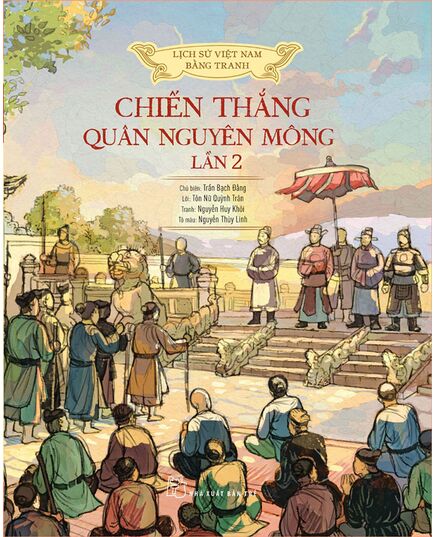 LỊCH SỬ VIỆT NAM
BẰNG TRANH
CHIẾN THẮNG
QUÂN NGUYÊN MÔNG
LẦN 2
Chủ biên: Trần Bạch Đằng
Lời: Tôn Nữ Quỳnh Trân
Tranh: Nguyễn Huy Khôi
Tô màu: Nguyễn Thùy Linh
NHÀ XUẤT BẢN TRẺ